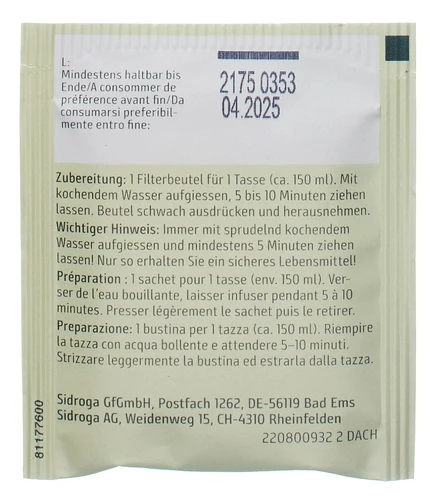 L:
Mindestens haltbar bis
Ende/A consommer de
préférence avant fin/Da
consumarsi preferibil-
mente entro fine:
2175 0353
04.2025
Zubereitung: 1 Filterbeutel für 1 Tasse (ca. 150 ml). Mit
kochendem Wasser aufgiessen, 5 bis 10 Minuten ziehen
lassen. Beutel schwach ausdrücken und herausnehmen.
Wichtiger Hinweis: Immer mit sprudelnd kochendem
Wasser aufgiessen und mindestens 5 Minuten ziehen
lassen! Nur so erhalten Sie ein sicheres Lebensmittel!
Préparation : 1 sachet pour 1 tasse (env. 150 ml). Ver-
ser de l'eau bouillante, laisser infuser pendant 5 à 10
minutes. Presser légèrement le sachet puis le retirer.
Preparazione: 1 bustina per 1 tazza (ca. 150 ml). Riempire
la tazza con acqua bollente e attendere 5–10 minuti.
Strizzare leggermente la bustina ed estrarla dalla tazza.
Sidroga GfGmbH, Postfach 1262, DE-56119 Bad Ems
Sidroga AG, Weidenweg 15, CH-4310 Rheinfelden
220800932 2 DACH
81177600